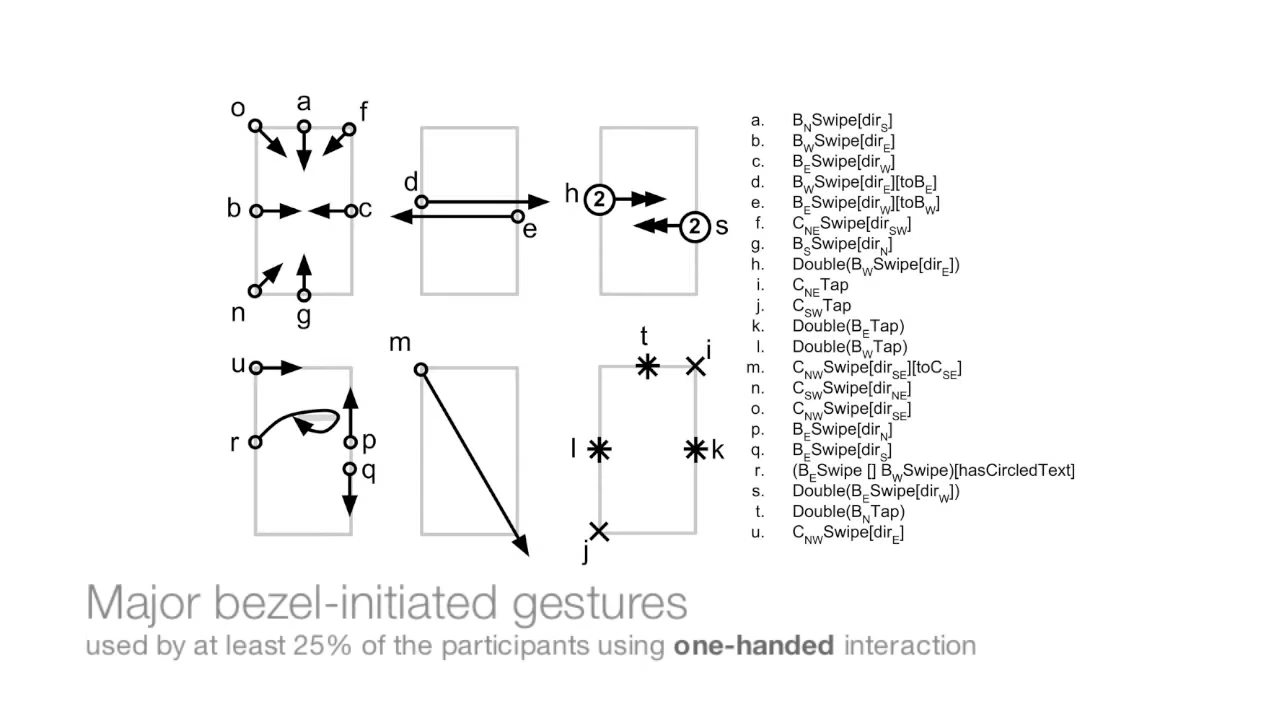 o a f
b c
n g
d
e
h 2
2 s
u
r p
q
m
t i
l k
j
a. B_NSwipe[dir_S]
b. B_WSwipe[dir_E]
c. B_ESwipe[dir_W]
d. B_WSwipe[dir_E][toB_E]
e. B_ESwipe[dir_W][toB_W]
f. C_NESwipe[dir_SW]
g. B_SSwipe[dir_N]
h. Double(B_WSwipe[dir_E])
i. C_NETap
j. C_SWTap
k. Double(B_ETap)
l. Double(B_WTap)
m. C_NWSwipe[dir_SE][toC_SE]
n. C_SWSwipe[dir_NE]
o. C_NWSwipe[dir_SE]
p. B_ESwipe[dir_N]
q. B_ESwipe[dir_S]
r. (B_ESwipe [] B_WSwipe)[hasCircledText]
s. Double(B_ESwipe[dir_W])
t. Double(B_NTap)
u. C_NWSwipe[dir_E]
Major bezel-initiated gestures
used by at least 25% of the participants using one-handed interaction